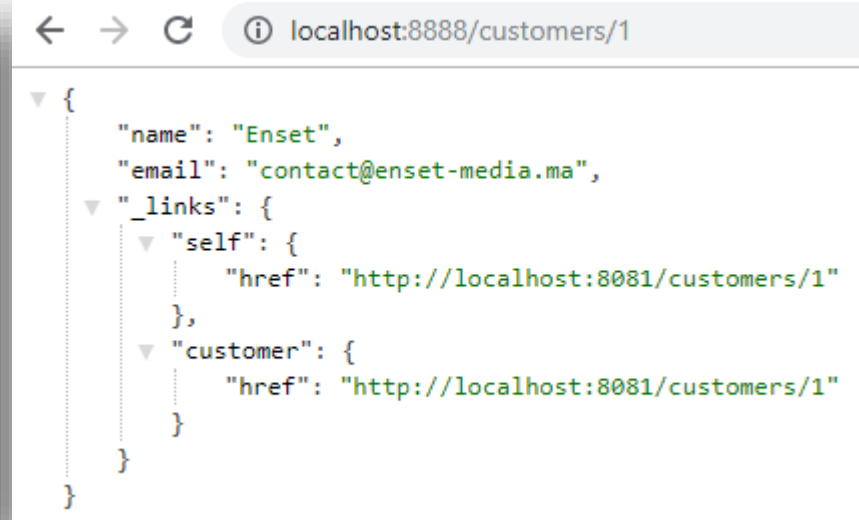 localhost:8888/customers/1
{
"name": "Enset",
"email": "contact@enset-media.ma",
"_links": {
"self": {
"href": "http://localhost:8081/customers/1"
},
"customer": {
"href": "http://localhost:8081/customers/1"
}
}
}